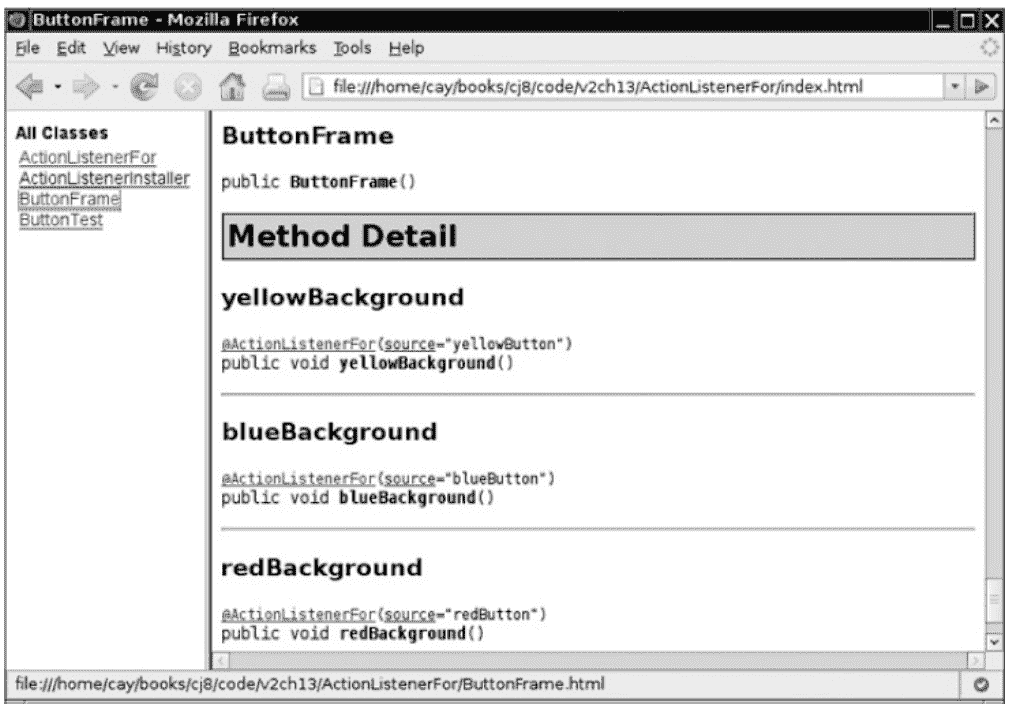 ButtonFrame - Mozilla Firefox
File Edit View History Bookmarks Tools Help
file:///home/cay/books/cj8/code/v2ch13/ActionListenerFor/index.html
All Classes
ActionListenerFor
ActionListenerInstaller
ButtonFrame
ButtonTest
ButtonFrame
public ButtonFrame()
Method Detail
yellowBackground
@ActionListenerFor(source="yellowButton")
public void yellowBackground()
blueBackground
@ActionListenerFor(source="blueButton")
public void blueBackground()
redBackground
@ActionListenerFor(source="redButton")
public void redBackground()
file:///home/cay/books/cj8/code/v2ch13/ActionListenerFor/ButtonFrame.html